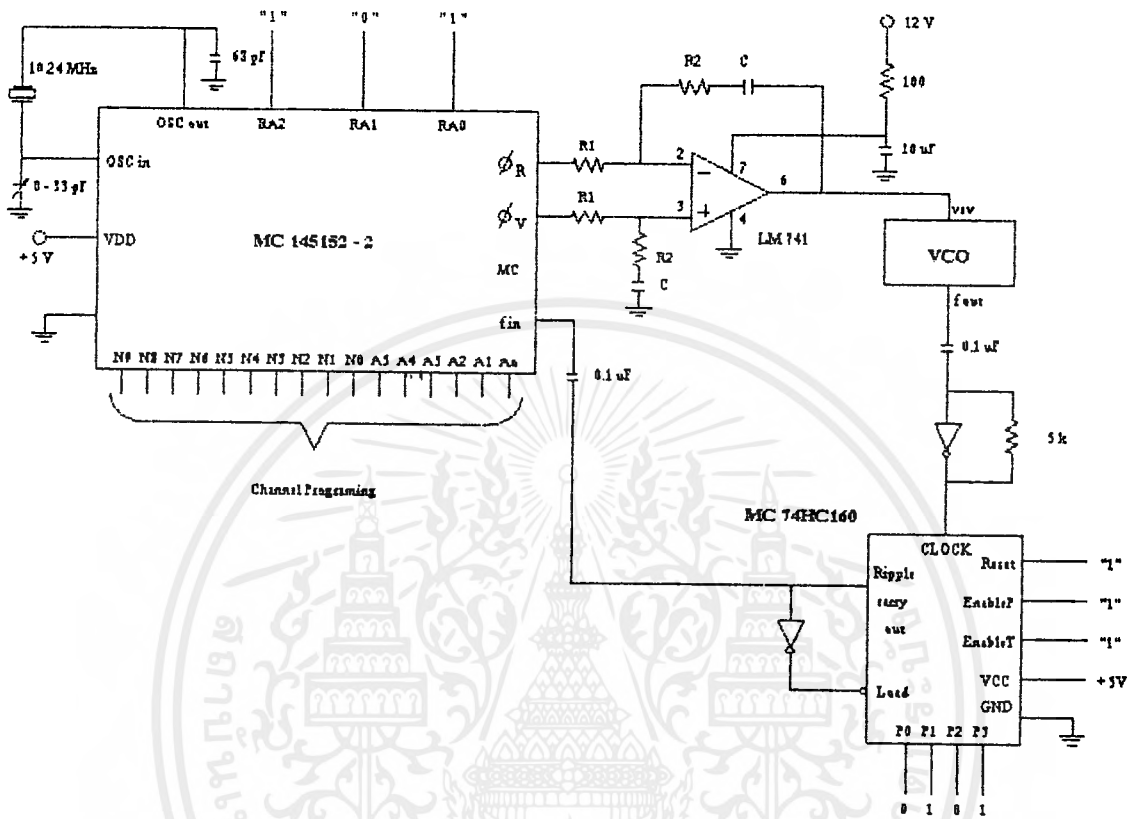 "1" "0" "1"
12 V
10.24 MHz
63 pF
R2 C
100
OSC out RA2 RA1 RA0
10 uF
OSC in
ØR
R1
2
7
6
0 - 33 pF
ØV
R1
3
4
VDD
+5 V
MC 145152 - 2
LM 741
VCO
R2
MC
C
f out
fin
0.1 uF
N9 N8 N7 N6 N5 N4 N3 N2 N1 N0 A5 A4 A3 A2 A1 A0
0.1 uF
5 k
Channel Programing
MC 74HC160
CLOCK
Ripple
carry
out
Reset "1"
EnableP "1"
EnableT "1"
Load
VCC +5V
GND
P0 P1 P2 P3
0 1 0 1